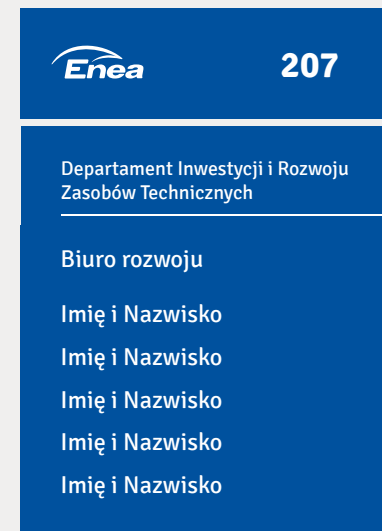 Enea
207
Departament Inwestycji i Rozwoju
Zasobów Technicznych
Biuro rozwoju
Imię i Nazwisko
Imię i Nazwisko
Imię i Nazwisko
Imię i Nazwisko
Imię i Nazwisko